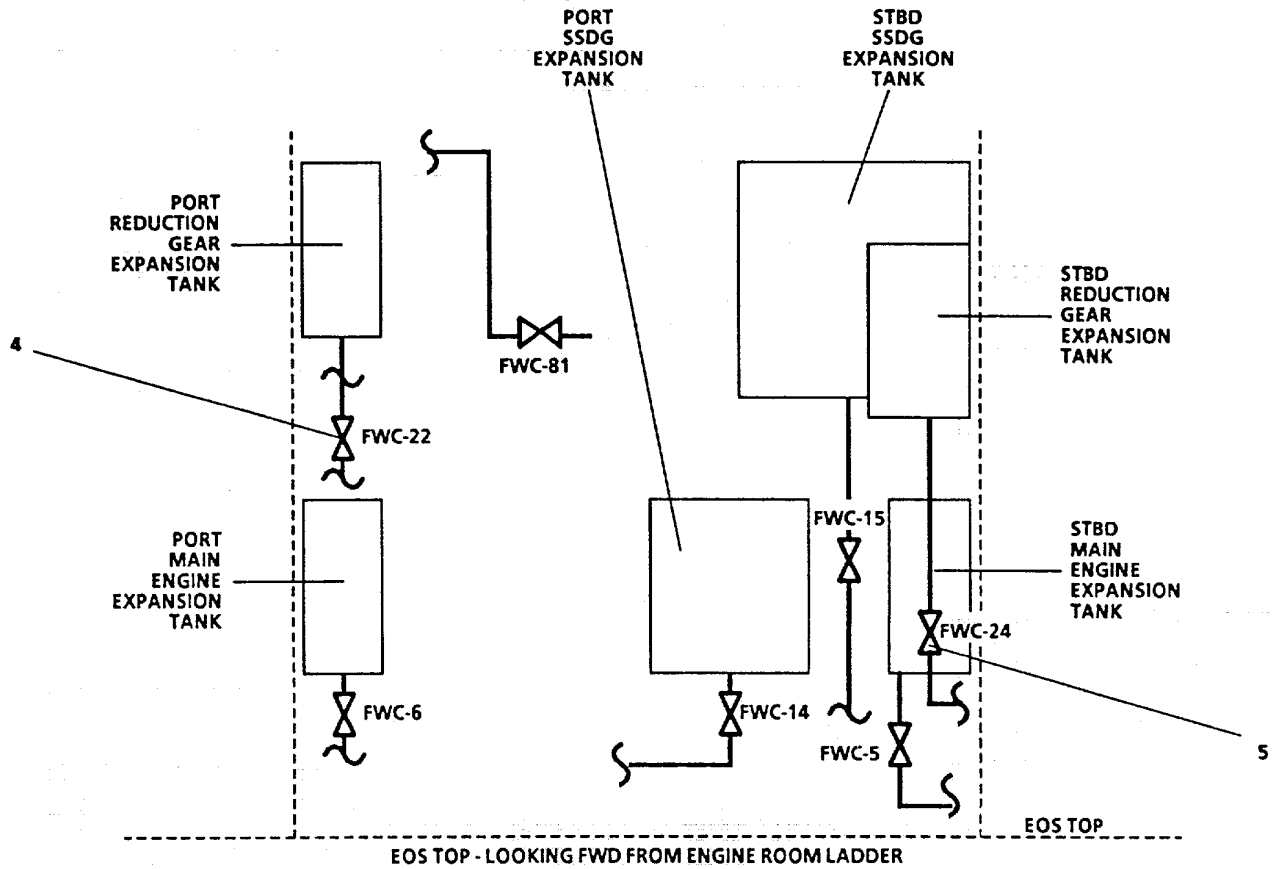 PORT
SSDG
EXPANSION
TANK
STBD
SSDG
EXPANSION
TANK
PORT
REDUCTION
GEAR
EXPANSION
TANK
STBD
REDUCTION
GEAR
EXPANSION
TANK
4
FWC-81
FWC-22
FWC-15
PORT
MAIN
ENGINE
EXPANSION
TANK
STBD
MAIN
ENGINE
EXPANSION
TANK
FWC-24
FWC-6
FWC-14
FWC-5
5
EOS TOP
EOS TOP - LOOKING FWD FROM ENGINE ROOM LADDER